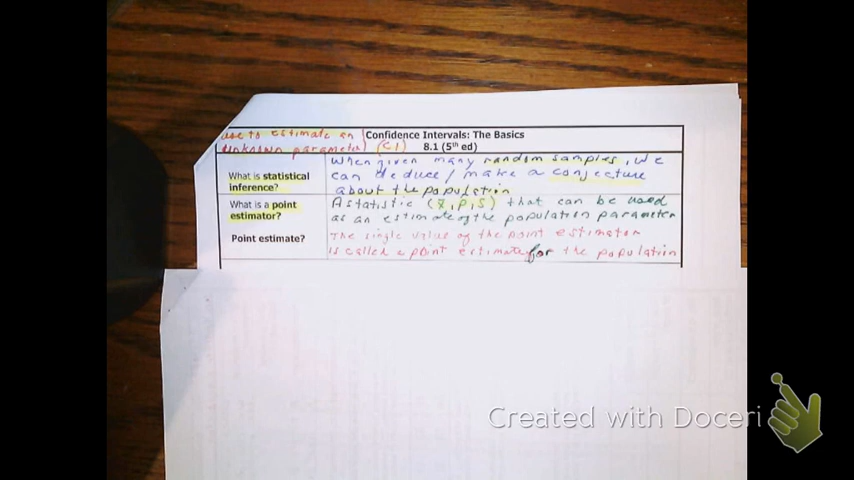 use to estimate an
unknown parameter (CI)
Confidence Intervals: The Basics
8.1 (5th ed)
What is statistical
inference?
When given many random samples, we
can deduce / make a conjecture
about the population
What is a point
estimator?
A statistic (x̄, p̂, s) that can be used
as an estimate of the population parameter
Point estimate?
The single value of the point estimator
is called a point estimate for the population
Created with Doceri